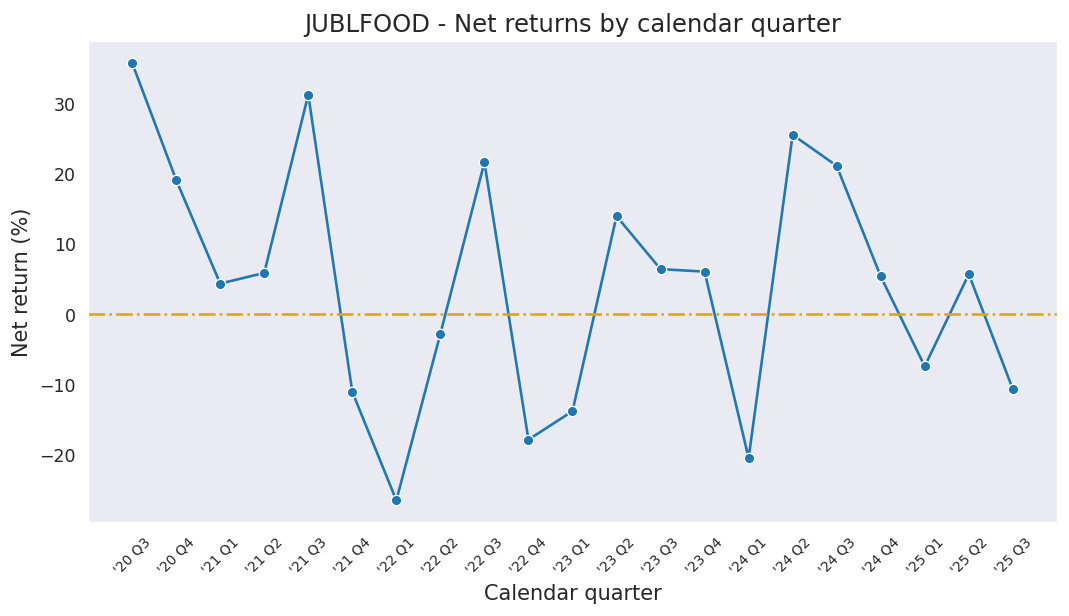 JUBLFOOD - Net returns by calendar quarter
Net return (%)
30
20
10
0
−10
−20
'20 Q3
'20 Q4
'21 Q1
'21 Q2
'21 Q3
'21 Q4
'22 Q1
'22 Q2
'22 Q3
'22 Q4
'23 Q1
'23 Q2
'23 Q3
'23 Q4
'24 Q1
'24 Q2
'24 Q3
'24 Q4
'25 Q1
'25 Q2
'25 Q3
Calendar quarter